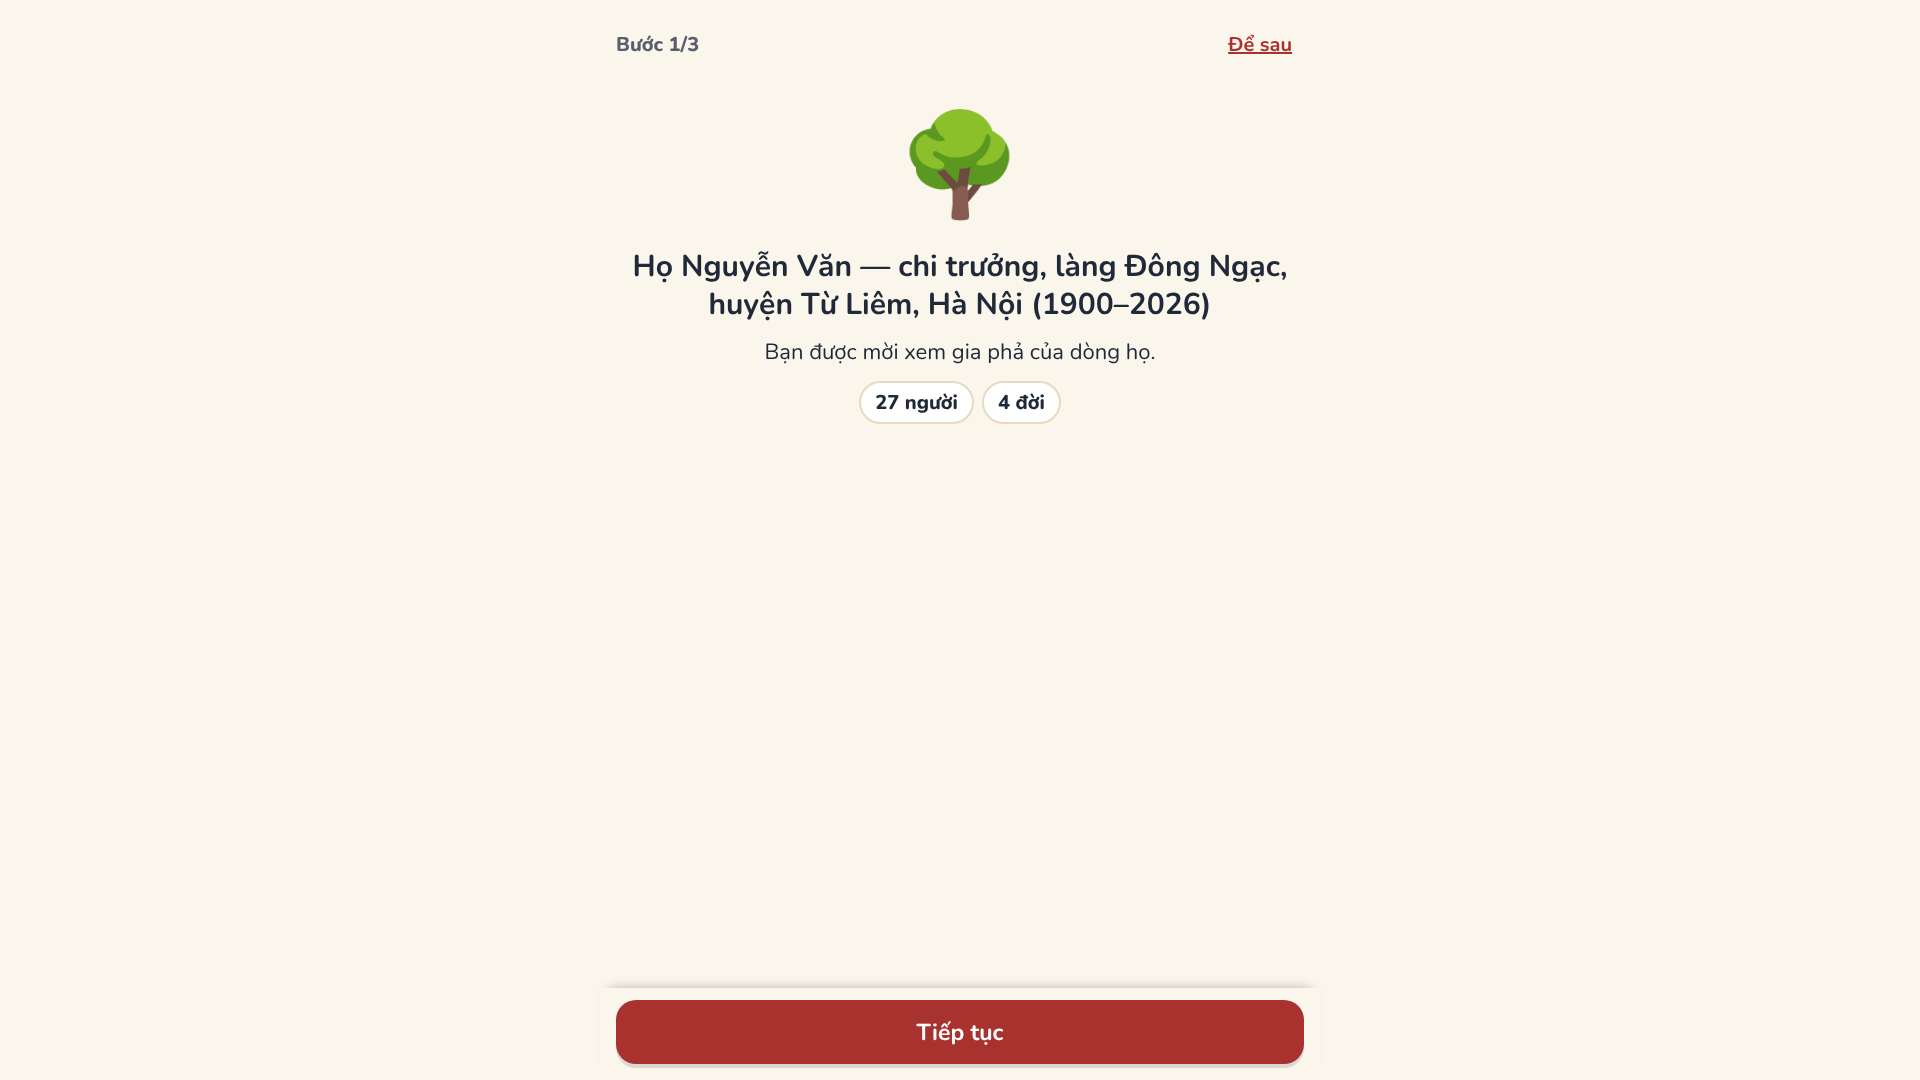 Bước 1/3
Để sau
Họ Nguyễn Văn — chi trưởng, làng Đông Ngạc,
huyện Từ Liêm, Hà Nội (1900–2026)
Bạn được mời xem gia phả của dòng họ.
27 người
4 đời
Tiếp tục